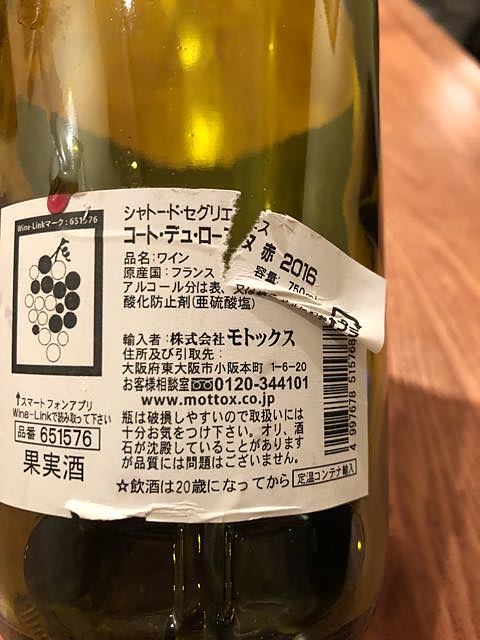 Wine-Linkマーク：651576
シャトード・セグリエ ス
コート・デュ・ロー ヌ 赤 2016
品名：ワイン
原産国：フランス 容量：750m
アルコール分は表、又は
酸化防止剤(亜硫酸塩)
輸入者：株式会社 モトックス
住所及び引取先：
大阪府東大阪市小阪本町 1-6-20
お客様相談室 0120-344101
www.mottox.co.jp
瓶は破損しやすいので取扱いには
十分お気をつけ下さい。オリ、酒
石が沈殿していることがあります
が品質には問題はございません。
☆飲酒は20歳になってから 定温コンテナ輸入
↑スマートフォンアプリ
Wine-Linkで読み取って下さい
品番 651576
果実酒
4 997678 515768